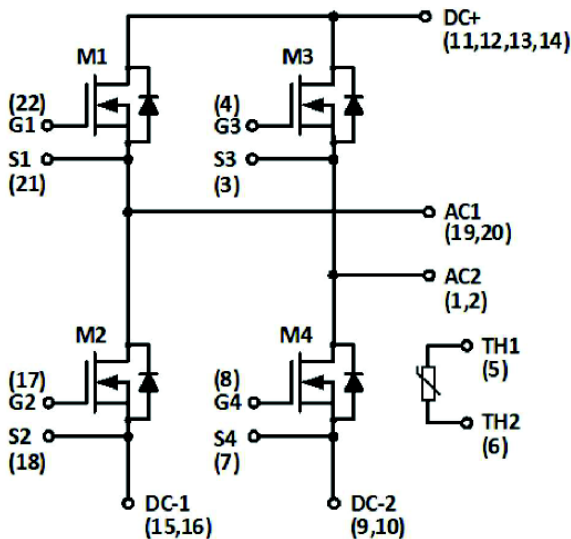 DC+
(11,12,13,14)
M1
M3
(22)
G1
(4)
G3
S1
(21)
S3
(3)
AC1
(19,20)
AC2
(1,2)
M2
M4
(17)
G2
(8)
G4
TH1
(5)
S2
(18)
S4
(7)
TH2
(6)
DC-1
(15,16)
DC-2
(9,10)